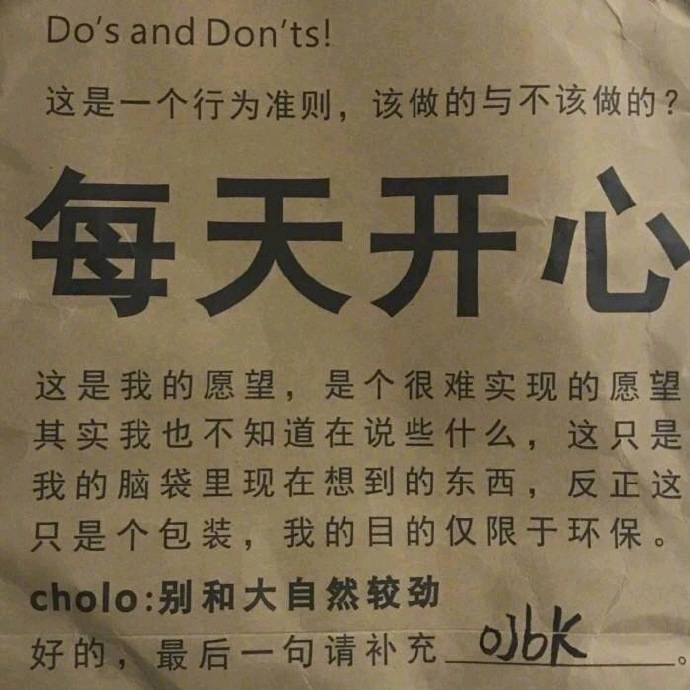 Do's and Don'ts!
这是一个行为准则，该做的与不该做的？
每天开心
这是我的愿望，是个很难实现的愿望
其实我也不知道在说些什么，这只是
我的脑袋里现在想到的东西，反正这
只是个包装，我的目的仅限于环保。
cholo:别和大自然较劲
好的，最后一句请补充 ojbk 。